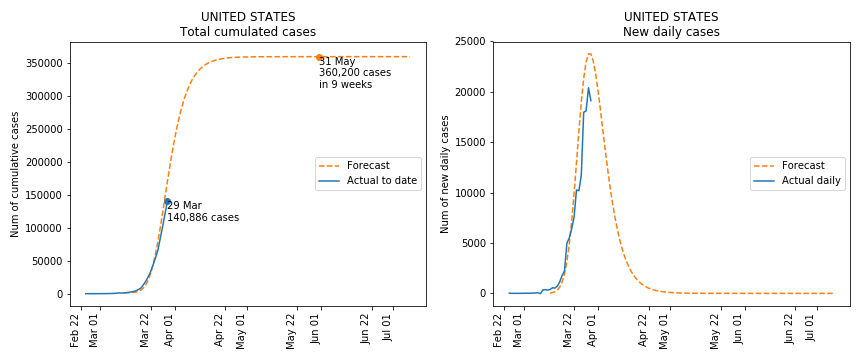 UNITED STATES
Total cumulated cases
Num of cumulative cases
350000
300000
250000
200000
150000
100000
50000
0
31 May
360,200 cases
in 9 weeks
Forecast
Actual to date
29 Mar
140,886 cases
Feb 22
Mar 01
Mar 22
Apr 01
Apr 22
May 01
May 22
Jun 01
Jun 22
Jul 01
UNITED STATES
New daily cases
Num of new daily cases
25000
20000
15000
10000
5000
0
Forecast
Actual daily
Feb 22
Mar 01
Mar 22
Apr 01
Apr 22
May 01
May 22
Jun 01
Jun 22
Jul 01